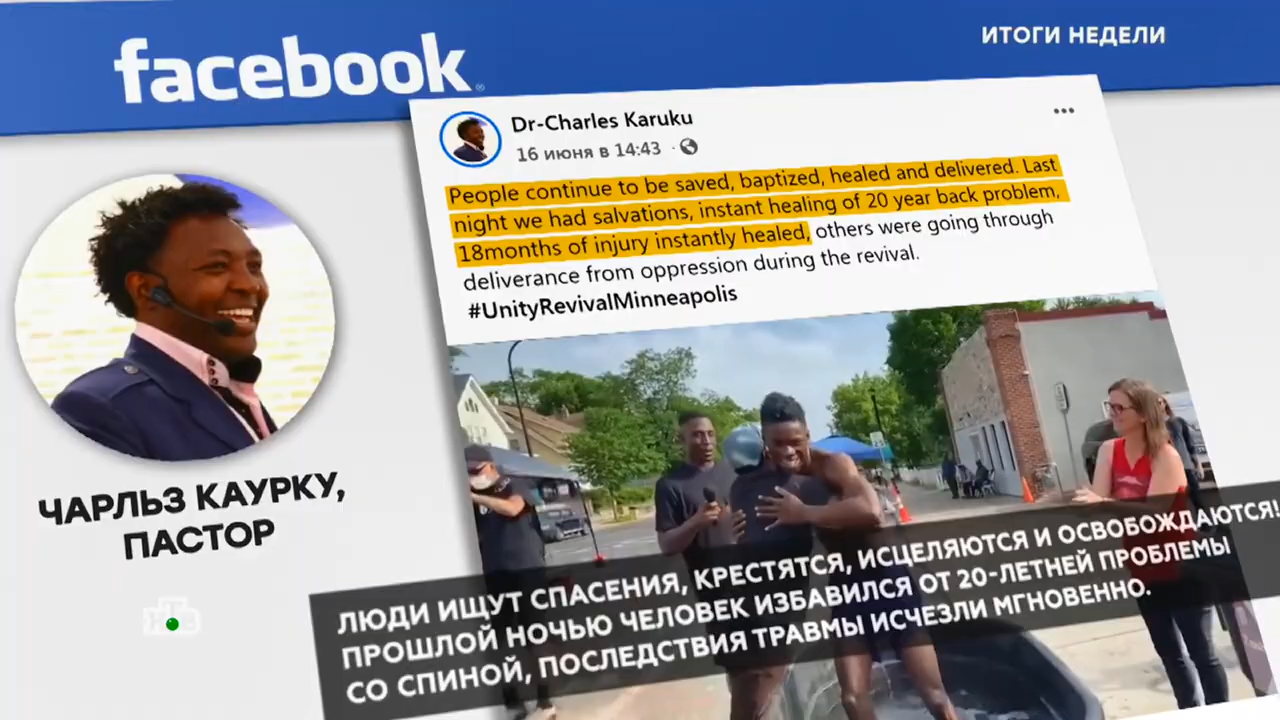 facebook
ИТОГИ НЕДЕЛИ
Dr-Charles Karuku
16 июня в 14:43
People continue to be saved, baptized, healed and delivered. Last
night we had salvations, instant healing of 20 year back problem,
18months of injury instantly healed, others were going through
deliverance from oppression during the revival.
#UnityRevivalMinneapolis
ЧАРЛЬЗ КАУРКУ,
ПАСТОР
ЛЮДИ ИЩУТ СПАСЕНИЯ, КРЕСТЯТСЯ, ИСЦЕЛЯЮТСЯ И ОСВОБОЖДАЮТСЯ!
ПРОШЛОЙ НОЧЬЮ ЧЕЛОВЕК ИЗБАВИЛСЯ ОТ 20-ЛЕТНЕЙ ПРОБЛЕМЫ
СО СПИНОЙ, ПОСЛЕДСТВИЯ ТРАВМЫ ИСЧЕЗЛИ МГНОВЕННО.
НТВ